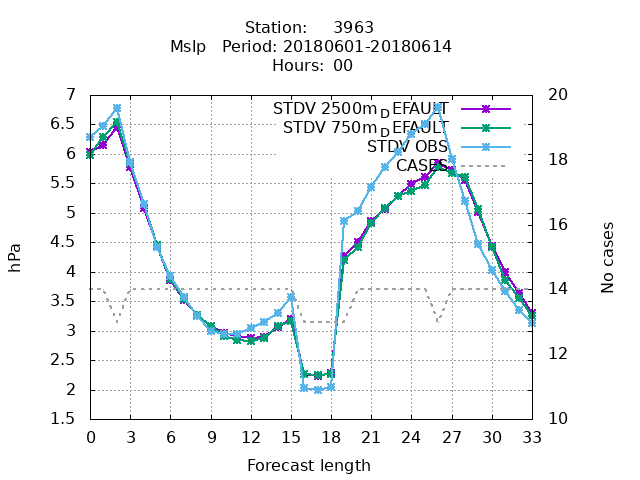 Station: 3963
Mslp Period: 20180601-20180614
Hours: 00
STDV 2500m_DEFAULT
STDV 750m_DEFAULT
STDV OBS
CASES
7
6.5
6
5.5
5
4.5
4
3.5
3
2.5
2
1.5
hPa
20
18
16
14
12
10
No cases
0 3 6 9 12 15 18 21 24 27 30 33
Forecast length